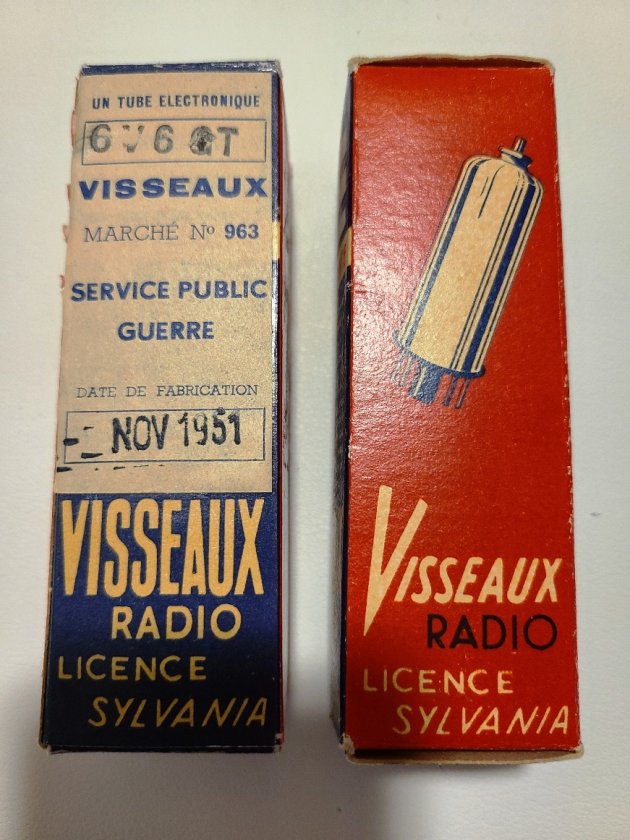 UN TUBE ELECTRONIQUE
6V6 GT
VISSEAUX
MARCHÉ Nº 963
SERVICE PUBLIC
GUERRE
DATE DE FABRICATION
NOV 1951
VISSEAUX
RADIO
LICENCE
SYLVANIA
VISSEAUX
RADIO
LICENCE
SYLVANIA